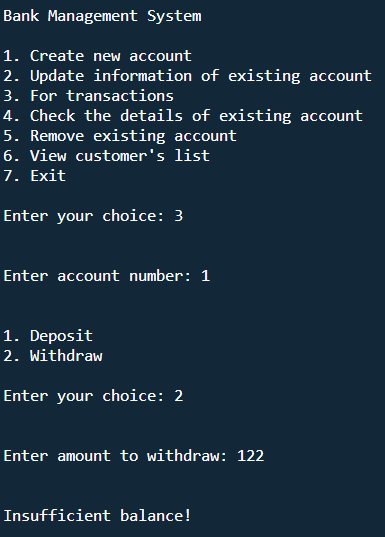 Bank Management System
1. Create new account
2. Update information of existing account
3. For transactions
4. Check the details of existing account
5. Remove existing account
6. View customer's list
7. Exit
Enter your choice: 3
Enter account number: 1
1. Deposit
2. Withdraw
Enter your choice: 2
Enter amount to withdraw: 122
Insufficient balance!